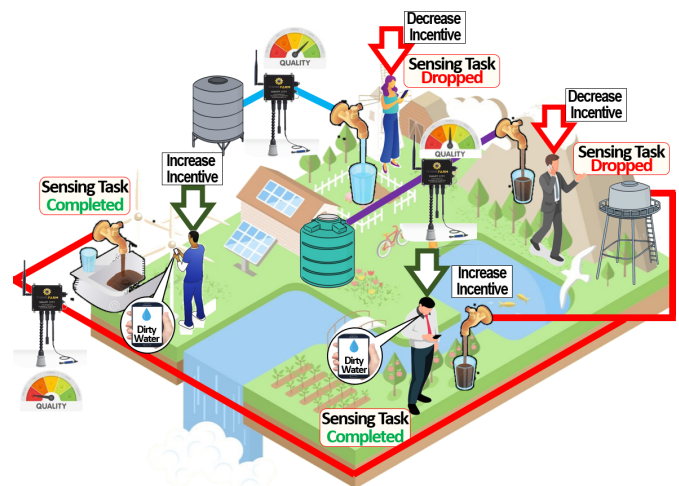 Decrease
Incentive
QUALITY
Sensing Task
Dropped
Decrease
Incentive
QUALITY
Sensing Task
Dropped
Increase
Incentive
Sensing Task
Completed
Increase
Incentive
Dirty
Water
Dirty
Water
QUALITY
Sensing Task
Completed